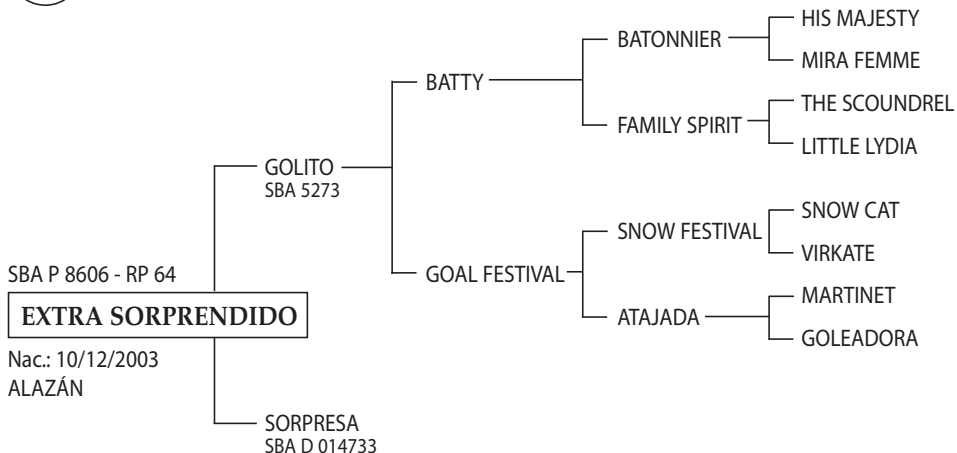 HIS MAJESTY
BATONNIER
MIRA FEMME
BATTY
THE SCOUNDREL
FAMILY SPIRIT
LITTLE LYDIA
GOLITO
SBA 5273
SNOW CAT
SNOW FESTIVAL
VIRKATE
SBA P 8606 - RP 64
GOAL FESTIVAL
MARTINET
EXTRA SORPRENDIDO
ATAJADA
GOLEADORA
Nac.: 10/12/2003
ALAZÁN
SORPRESA
SBA D 014733